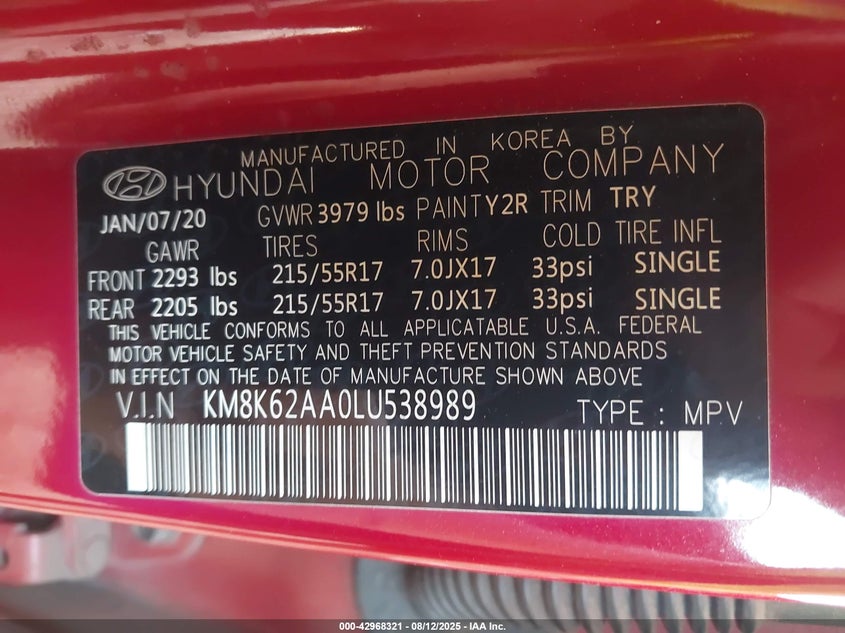 MANUFACTURED IN KOREA BY
HYUNDAI MOTOR COMPANY
JAN/07/20 GVWR 3979 lbs PAINT Y2R TRIM TRY
GAWR TIRES RIMS COLD TIRE INFL
FRONT 2293 lbs 215/55R17 7.0JX17 33psi SINGLE
REAR 2205 lbs 215/55R17 7.0JX17 33psi SINGLE
THIS VEHICLE CONFORMS TO ALL APPLICATABLE U.S.A. FEDERAL
MOTOR VEHICLE SAFETY AND THEFT PREVENTION STANDARDS
IN EFFECT ON THE DATE OF MANUFACTURE SHOWN ABOVE
V.I.N KM8K62AA0LU538989 TYPE : MPV
000-42968321 - 08/12/2025 - IAA Inc.